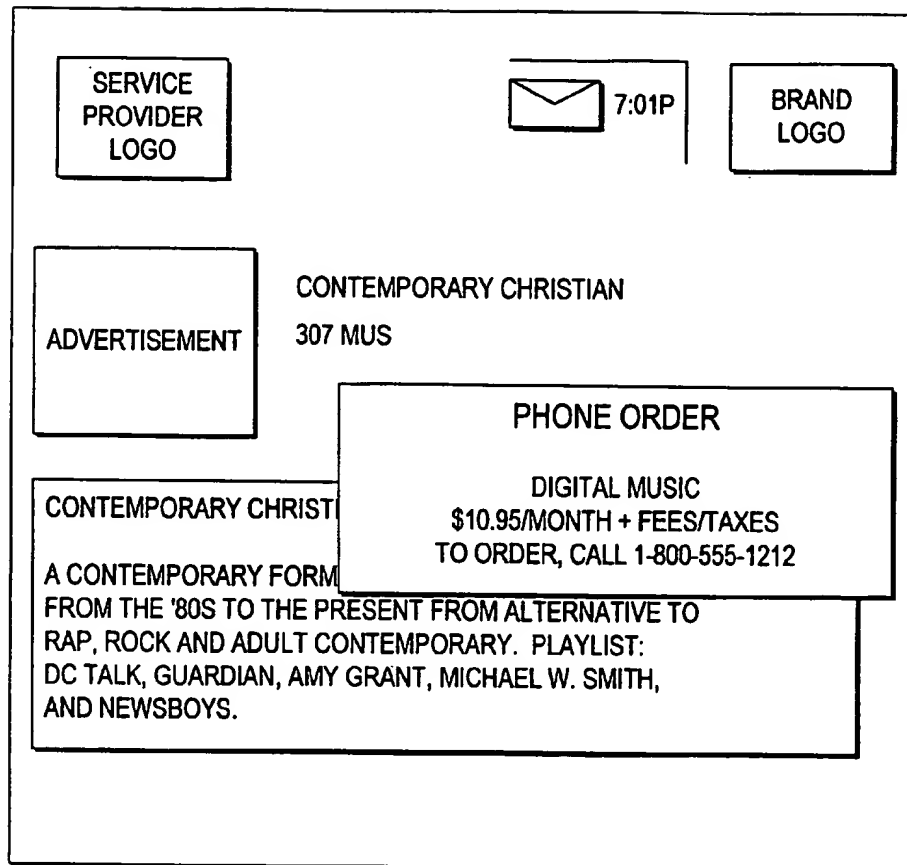 SERVICE
PROVIDER
LOGO
7:01P
BRAND
LOGO
ADVERTISEMENT
CONTEMPORARY CHRISTIAN
307 MUS
PHONE ORDER
DIGITAL MUSIC
$10.95/MONTH + FEES/TAXES
TO ORDER, CALL 1-800-555-1212
CONTEMPORARY CHRISTI
A CONTEMPORARY FORM
FROM THE '80S TO THE PRESENT FROM ALTERNATIVE TO
RAP, ROCK AND ADULT CONTEMPORARY. PLAYLIST:
DC TALK, GUARDIAN, AMY GRANT, MICHAEL W. SMITH,
AND NEWSBOYS.